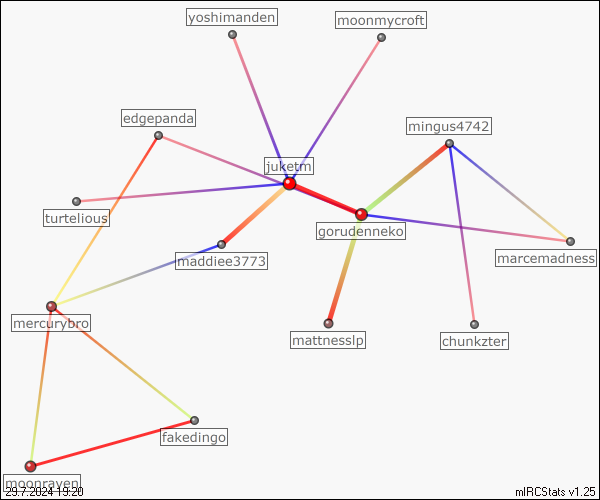 yoshimanden
moonmycroft
edgepanda
mingus4742
juketm
turtelious
gorudenneko
maddiee3773
marcemadness
mercurybro
mattnesslp
chunkzter
fakedingo
moonraven
29.7.2024 19:20
mIRCStats v1.25